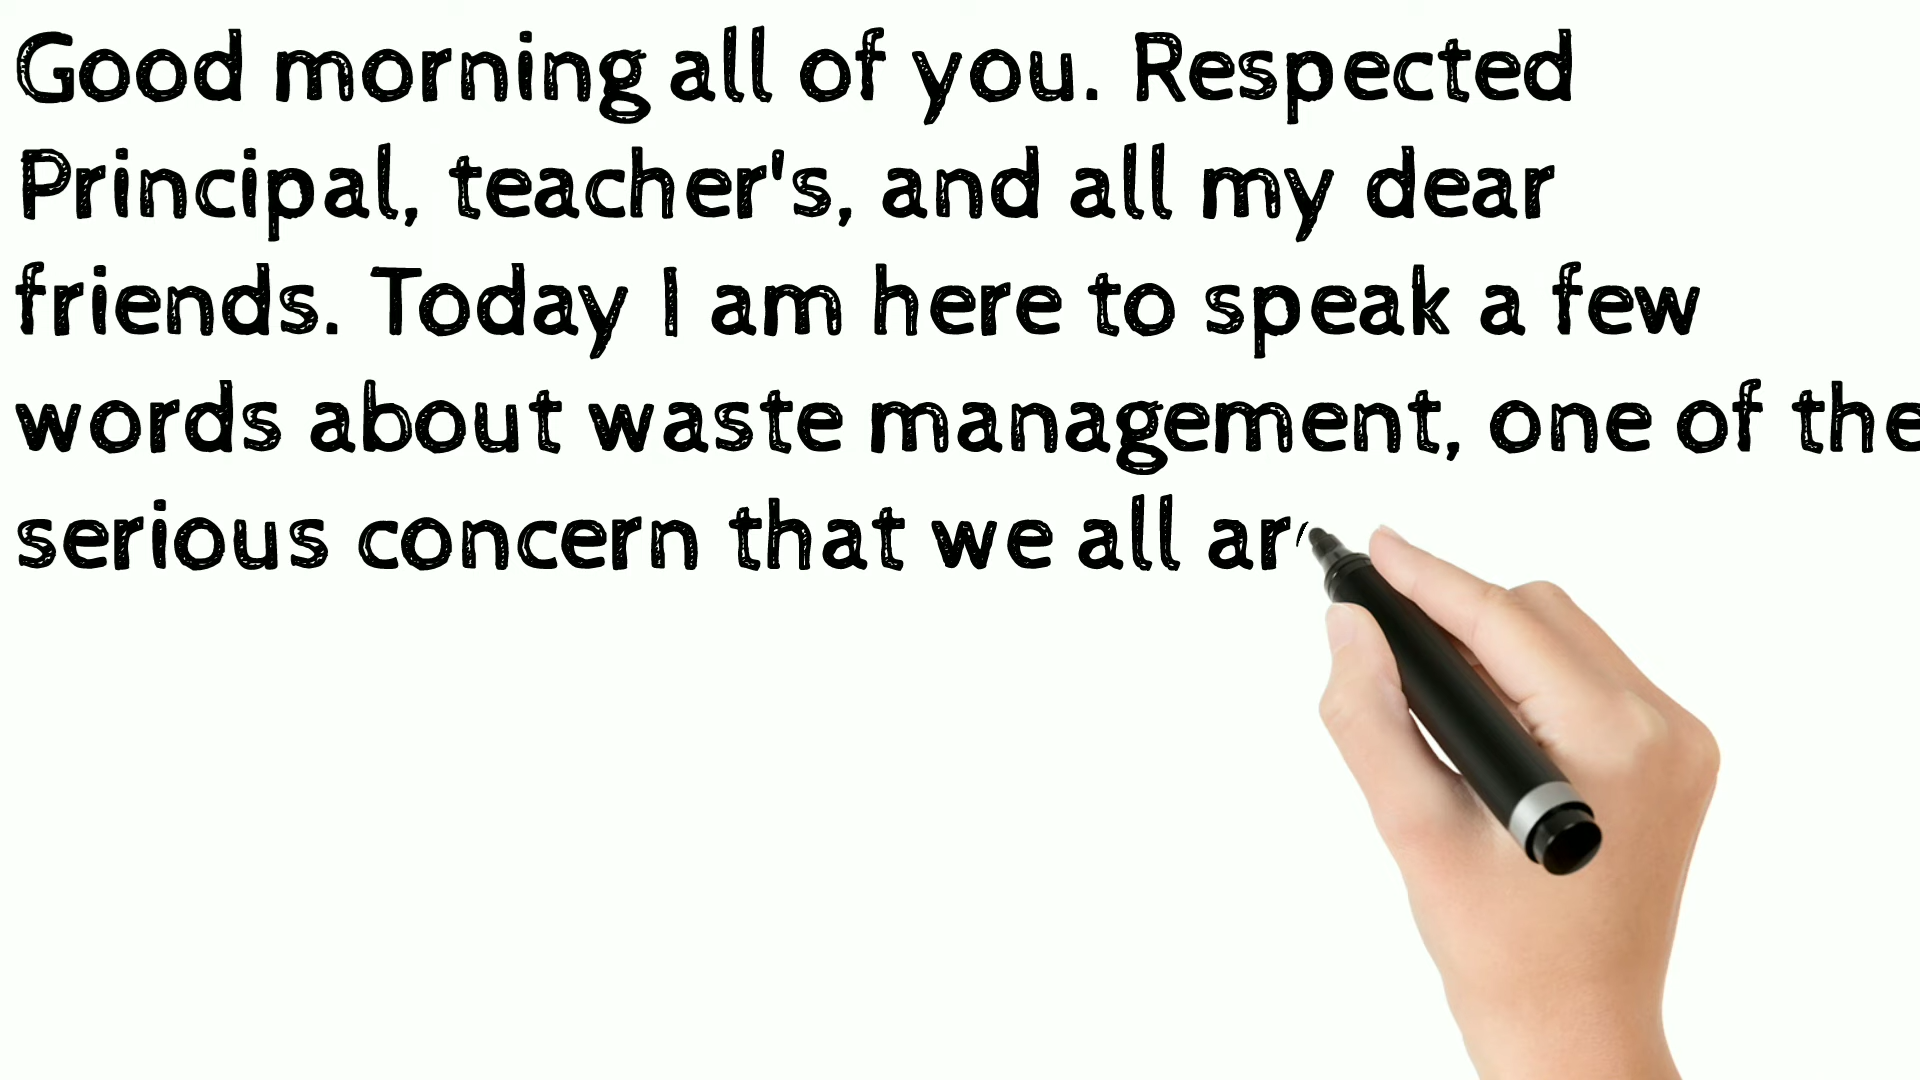 Good morning all of you. Respected
Principal, teacher's, and all my dear
friends. Today I am here to speak a few
words about waste management, one of the
serious concern that we all ar